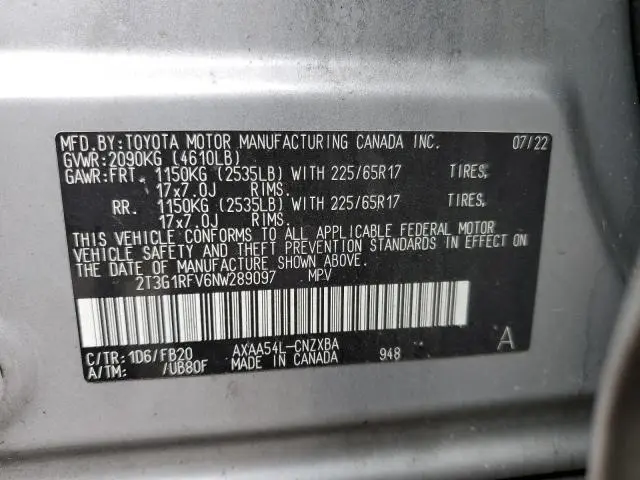 MFD.BY:TOYOTA MOTOR MANUFACTURING CANADA INC. 07/22
GVWR:2090KG (4610LB)
GAWR:FRT. 1150KG (2535LB) WITH 225/65R17 TIRES,
17x7.0J RIMS.
RR. 1150KG (2535LB) WITH 225/65R17 TIRES,
17x7.0J RIMS.
THIS VEHICLE CONFORMS TO ALL APPLICABLE FEDERAL MOTOR
VEHICLE SAFETY AND THEFT PREVENTION STANDARDS IN EFFECT ON
THE DATE OF MANUFACTURE SHOWN ABOVE.
2T3G1RFV6NW289097 MPV
C/TR:1D6/FB20 AXAA54L-CNZXBA 948 A
A/TM: /UB80F MADE IN CANADA